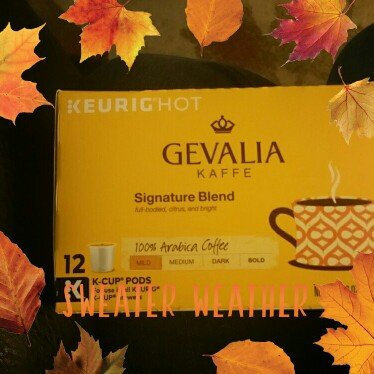 KEURIG HOT
GEVALIA
KAFFE
Signature Blend
full-bodied, citrus, and bright
100% Arabica Coffee
MILD MEDIUM DARK BOLD
12
K-CUP® PODS
SWEATER WEATHER